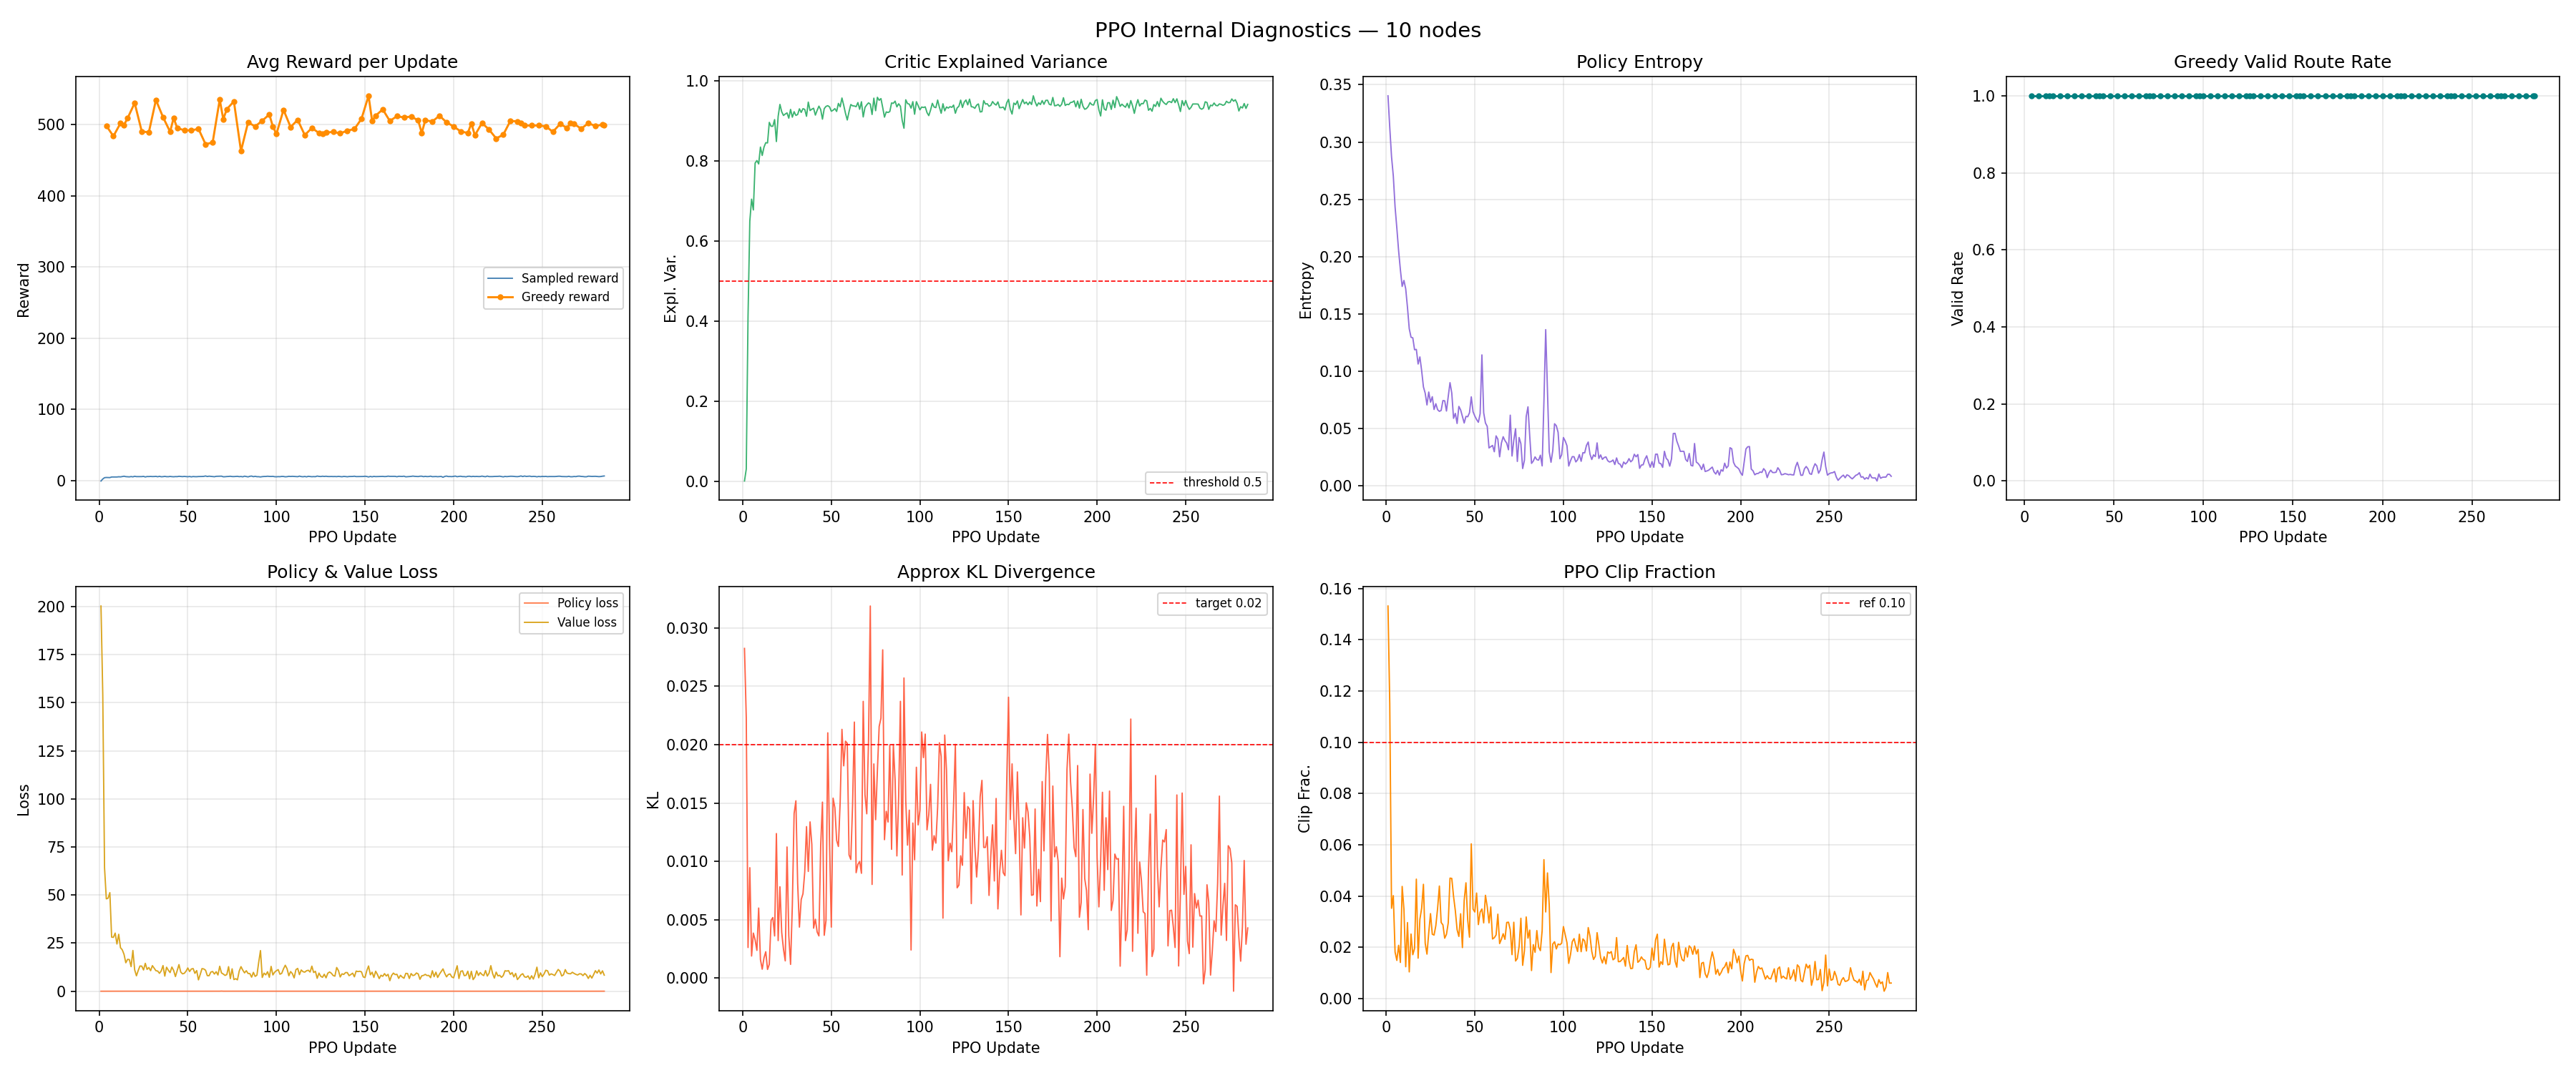 PPO Internal Diagnostics — 10 nodes
Avg Reward per Update
Reward
500
400
300
200
100
0
0 50 100 150 200 250
PPO Update
Sampled reward
Greedy reward
Critic Explained Variance
Expl. Var.
1.0
0.8
0.6
0.4
0.2
0.0
0 50 100 150 200 250
PPO Update
threshold 0.5
Policy Entropy
Entropy
0.35
0.30
0.25
0.20
0.15
0.10
0.05
0.00
0 50 100 150 200 250
PPO Update
Greedy Valid Route Rate
Valid Rate
1.0
0.8
0.6
0.4
0.2
0.0
0 50 100 150 200 250
PPO Update
Policy & Value Loss
Loss
200
175
150
125
100
75
50
25
0
0 50 100 150 200 250
PPO Update
Policy loss
Value loss
Approx KL Divergence
KL
0.030
0.025
0.020
0.015
0.010
0.005
0.000
0 50 100 150 200 250
PPO Update
target 0.02
PPO Clip Fraction
Clip Frac.
0.16
0.14
0.12
0.10
0.08
0.06
0.04
0.02
0.00
0 50 100 150 200 250
PPO Update
ref 0.10